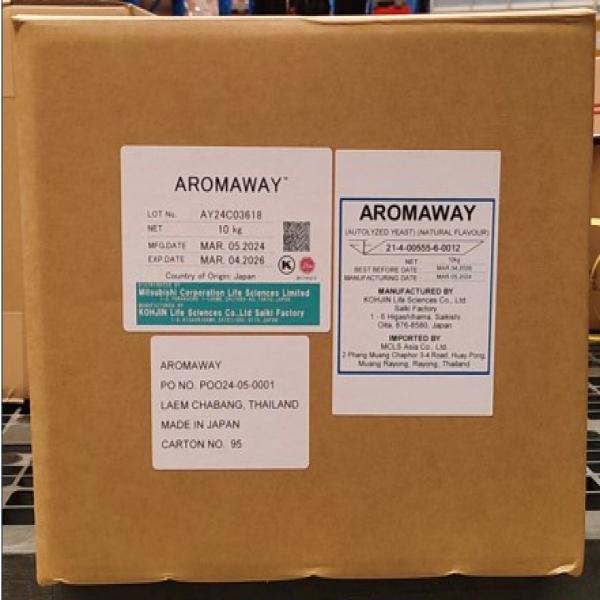 AROMAWAY™
LOT No. AY24C03618
NET 10 kg
MFG.DATE MAR. 05.2024
EXP.DATE MAR. 04.2026
Country of Origin: Japan
DISTRIBUTED BY
Mitsubishi Corporation Life Sciences Limited
MANUFACTURED BY
KOHJIN Life Sciences Co.,Ltd Saiki Factory
AROMAWAY
PO NO. POO24-05-0001
LAEM CHABANG, THAILAND
MADE IN JAPAN
CARTON NO. 95
AROMAWAY
(AUTOLYZED YEAST) (NATURAL FLAVOUR)
21-4-00555-6-0012
NET : 10kg
BEST BEFORE DATE : MAR.04.2026
MANUFACTURING DATE : MAR.05.2024
MANUFACTURED BY
KOHJIN Life Sciences Co., Ltd.
Saiki Factory
1 - 6 Higashihama, Saikishi
Oita, 876-8580, Japan
IMPORTED BY
MCLS Asia Co., Ltd.
2 Phang Muang Chaphor 3-4 Road, Huay Pong,
Muang Rayong, Rayong, Thailand